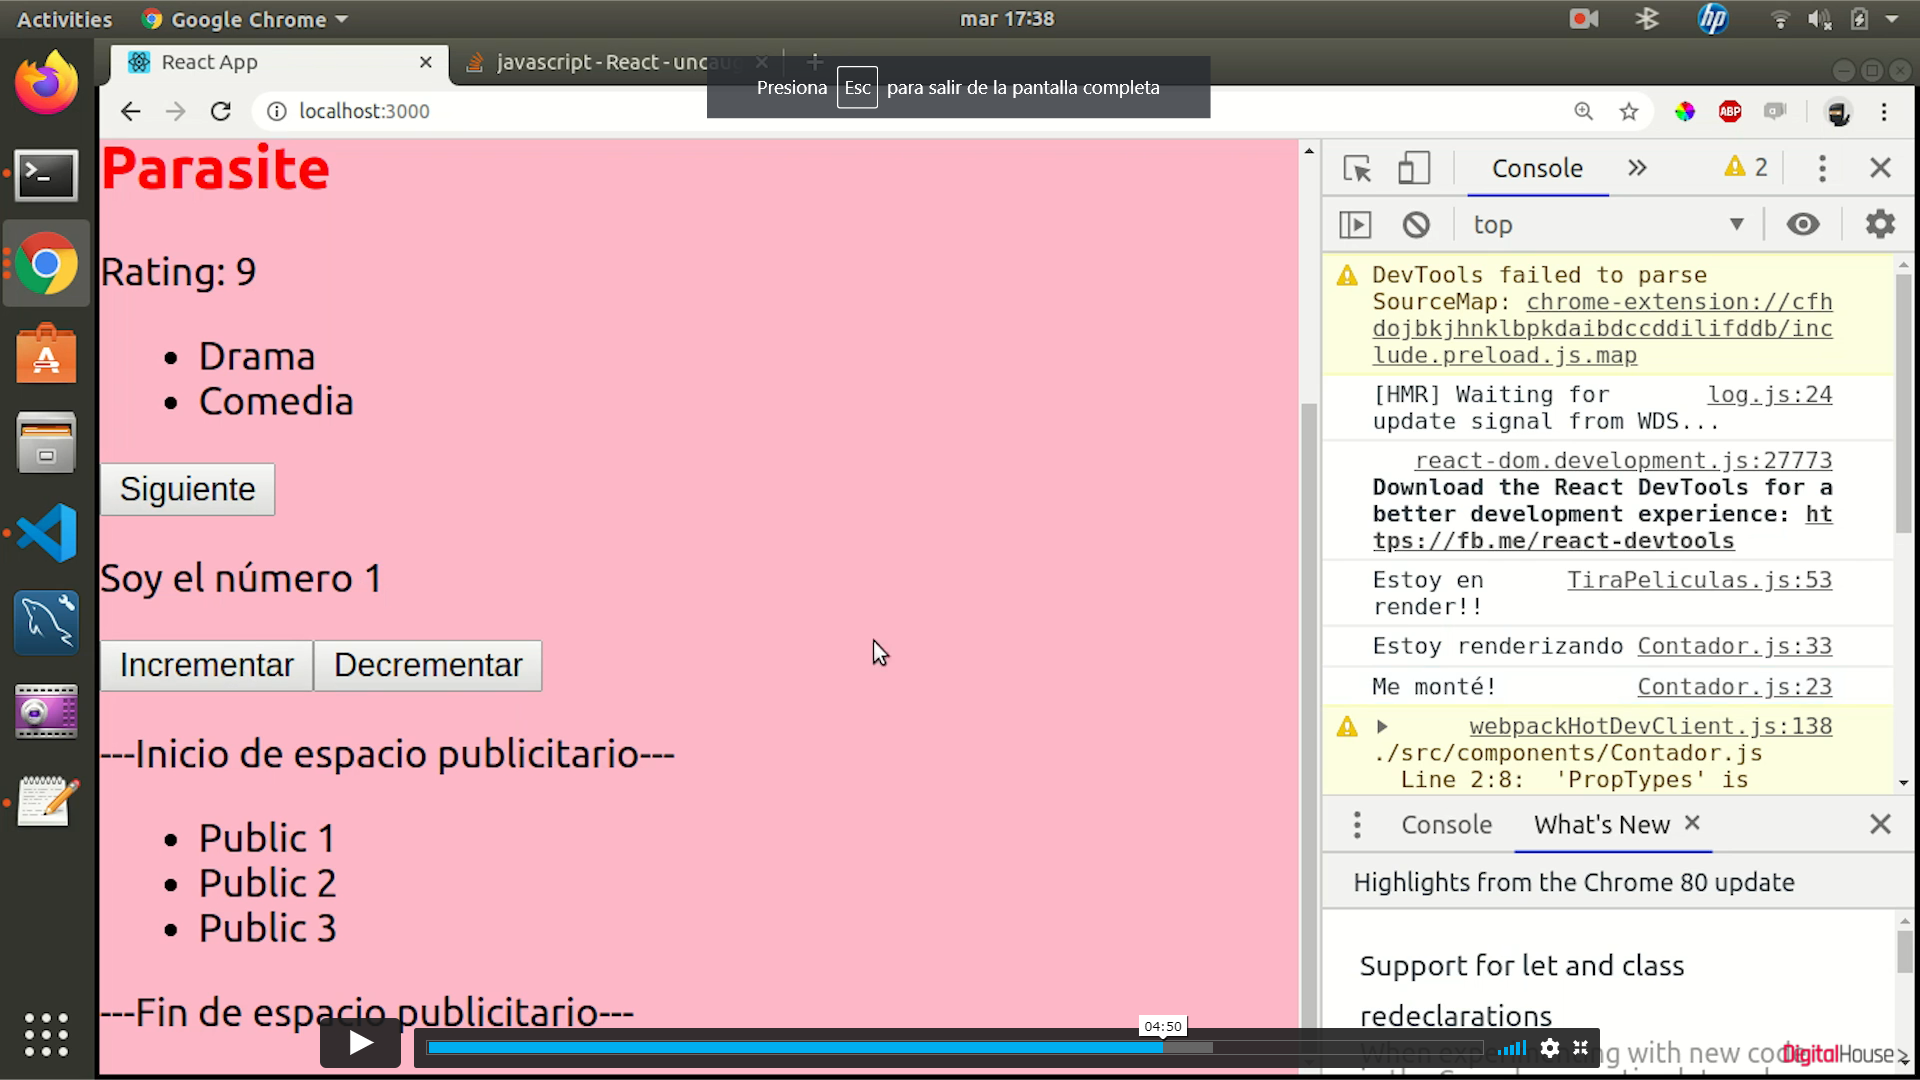 Activities
Google Chrome
mar 17:38
React App
javascript - React - uncaug
Presiona Esc para salir de la pantalla completa
localhost:3000
ABP
Parasite
Rating: 9
Drama
Comedia
Siguiente
Soy el número 1
Incrementar
Decrementar
---Inicio de espacio publicitario---
Public 1
Public 2
Public 3
---Fin de espacio publicitario---
04:50
Console
2
top
DevTools failed to parse
SourceMap: chrome-extension://cfh
dojbkjhnklbpkdaibdccddilifddb/inc
lude.preload.js.map
[HMR] Waiting for log.js:24
update signal from WDS...
react-dom.development.js:27773
Download the React DevTools for a
better development experience: ht
tps://fb.me/react-devtools
Estoy en TiraPeliculas.js:53
render!!
Estoy renderizando Contador.js:33
Me monté! Contador.js:23
webpackHotDevClient.js:138
./src/components/Contador.js
Line 2:8: 'PropTypes' is
Console
What's New
Highlights from the Chrome 80 update
Support for let and class
redeclarations
When experimenting with new code
DigitalHouse>